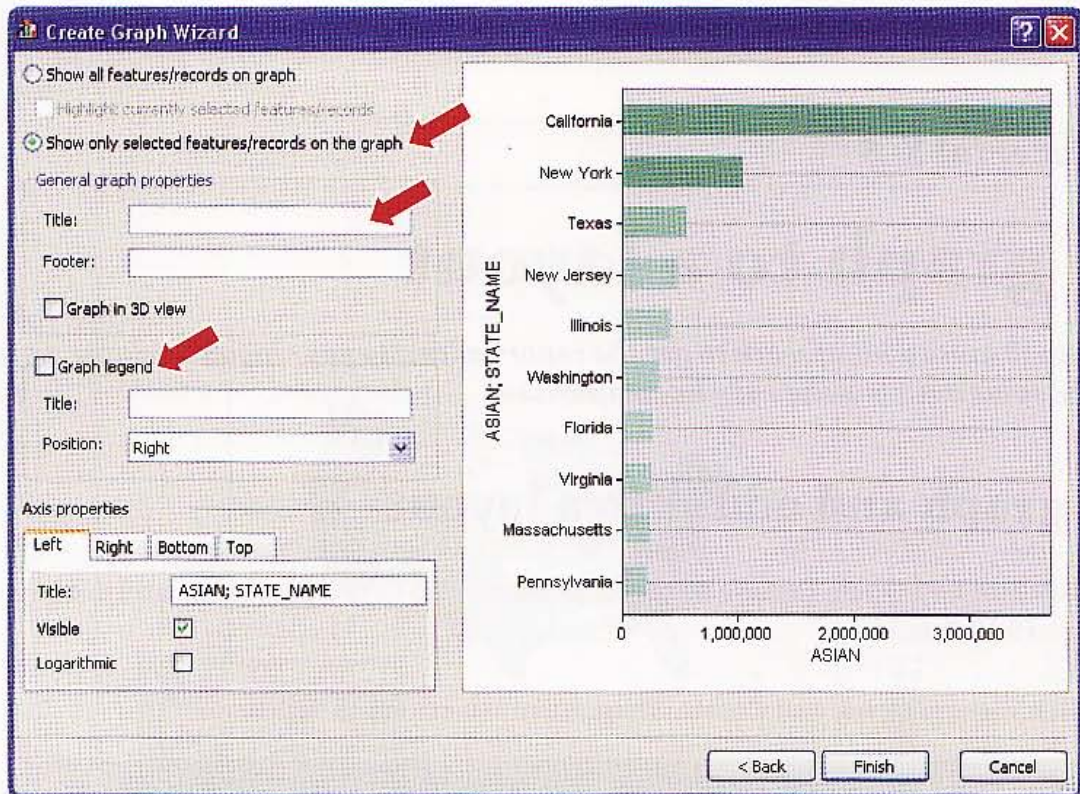 Create Graph Wizard
Show all features/records on graph
Highlight currently selected features/records
Show only selected features/records on the graph
General graph properties
Title:
Footer:
Graph in 3D view
Graph legend
Title:
Position: Right
Axis properties
Left Right Bottom Top
Title: ASIAN; STATE_NAME
Visible
Logarithmic
ASIAN; STATE_NAME
California
New York
Texas
New Jersey
Illinois
Washington
Florida
Virginia
Massachusetts
Pennsylvania
0 1,000,000 2,000,000 3,000,000
ASIAN
< Back Finish Cancel